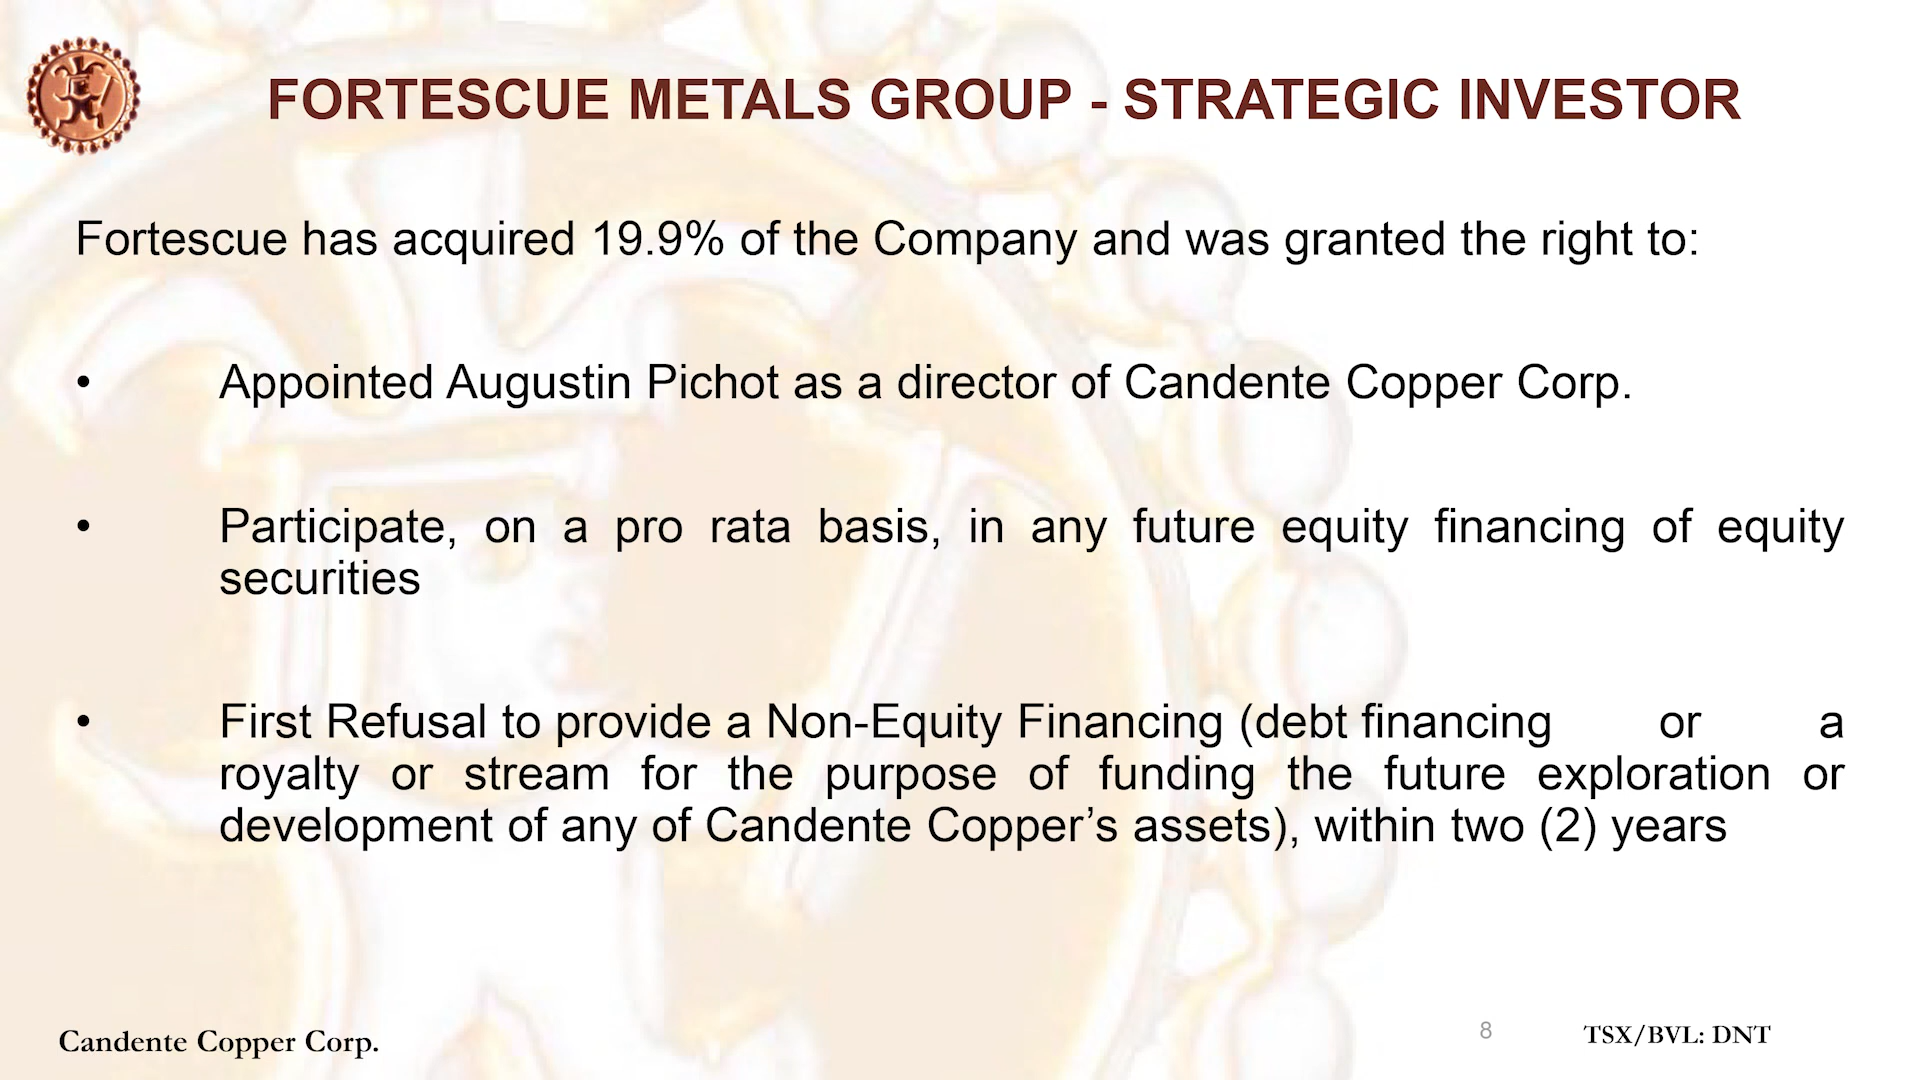 FORTESCUE METALS GROUP - STRATEGIC INVESTOR
Fortescue has acquired 19.9% of the Company and was granted the right to:
• Appointed Augustin Pichot as a director of Candente Copper Corp.
• Participate, on a pro rata basis, in any future equity financing of equity
securities
• First Refusal to provide a Non-Equity Financing (debt financing or a
royalty or stream for the purpose of funding the future exploration or
development of any of Candente Copper’s assets), within two (2) years
Candente Copper Corp.
8
TSX/BVL: DNT